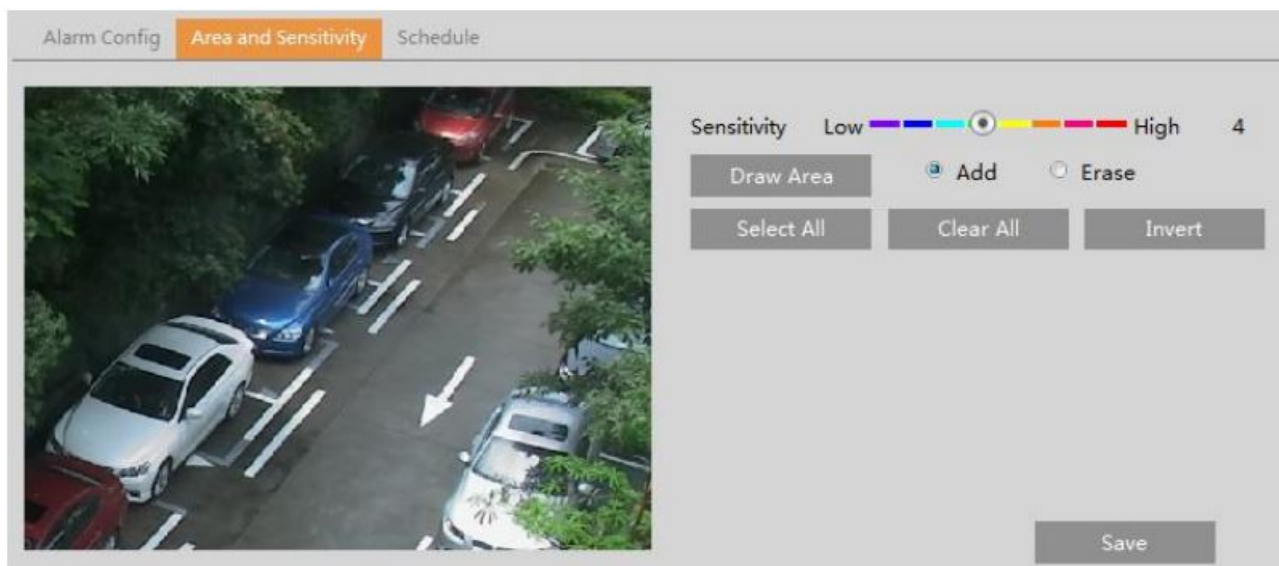 Alarm Config Area and Sensitivity Schedule
Sensitivity Low High 4
Draw Area Add Erase
Select All Clear All Invert
Save